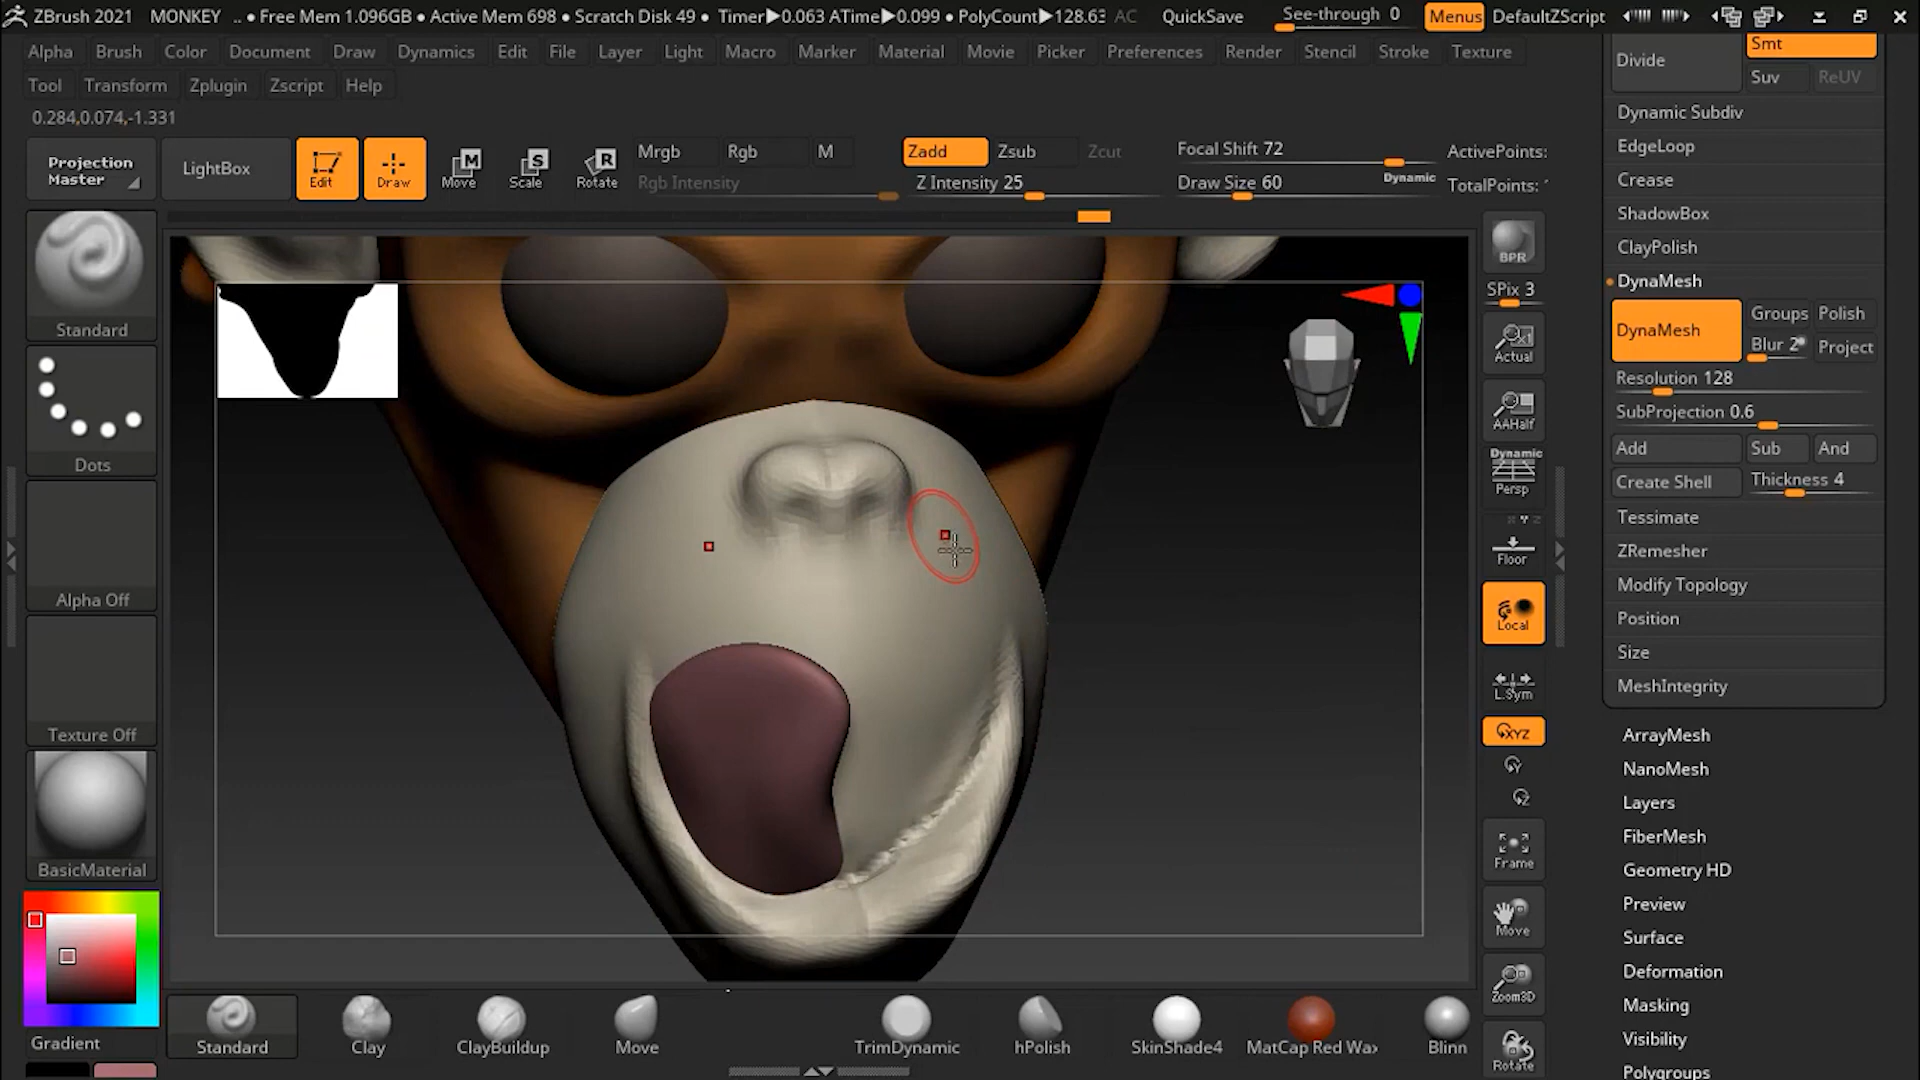 ZBrush 2021 MONKEY .. • Free Mem 1.096GB • Active Mem 698 • Scratch Disk 49 • Timer▶0.063 ATime▶0.099 • PolyCount▶128.63 AC QuickSave See-through 0 Menus DefaultZScript
Alpha Brush Color Document Draw Dynamics Edit File Layer Light Macro Marker Material Movie Picker Preferences Render Stencil Stroke Texture
Tool Transform Zplugin Zscript Help
0.284,0.074,-1.331
Projection Master
LightBox
Edit
Draw
M
Move
S
Scale
R
Rotate
Mrgb Rgb M
Rgb Intensity
Zadd Zsub Zcut
Z Intensity 25
Focal Shift 72
Draw Size 60
Dynamic
ActivePoints:
TotalPoints:
Standard
Dots
Alpha Off
Texture Off
BasicMaterial
Gradient
BPR
SPix 3
Actual
AAHalf
Dynamic
Persp
Floor
Local
L.Sym
XYZ
Y
Z
Frame
Move
Zoom3D
Rotate
Divide
Smt
Suv ReUV
Dynamic Subdiv
EdgeLoop
Crease
ShadowBox
ClayPolish
DynaMesh
DynaMesh
Groups Polish
Blur 2 Project
Resolution 128
SubProjection 0.6
Add Sub And
Create Shell Thickness 4
Tessimate
ZRemesher
Modify Topology
Position
Size
MeshIntegrity
ArrayMesh
NanoMesh
Layers
FiberMesh
Geometry HD
Preview
Surface
Deformation
Masking
Visibility
Polygroups
Standard Clay ClayBuildup Move TrimDynamic hPolish SkinShade4 MatCap Red Wax Blinn